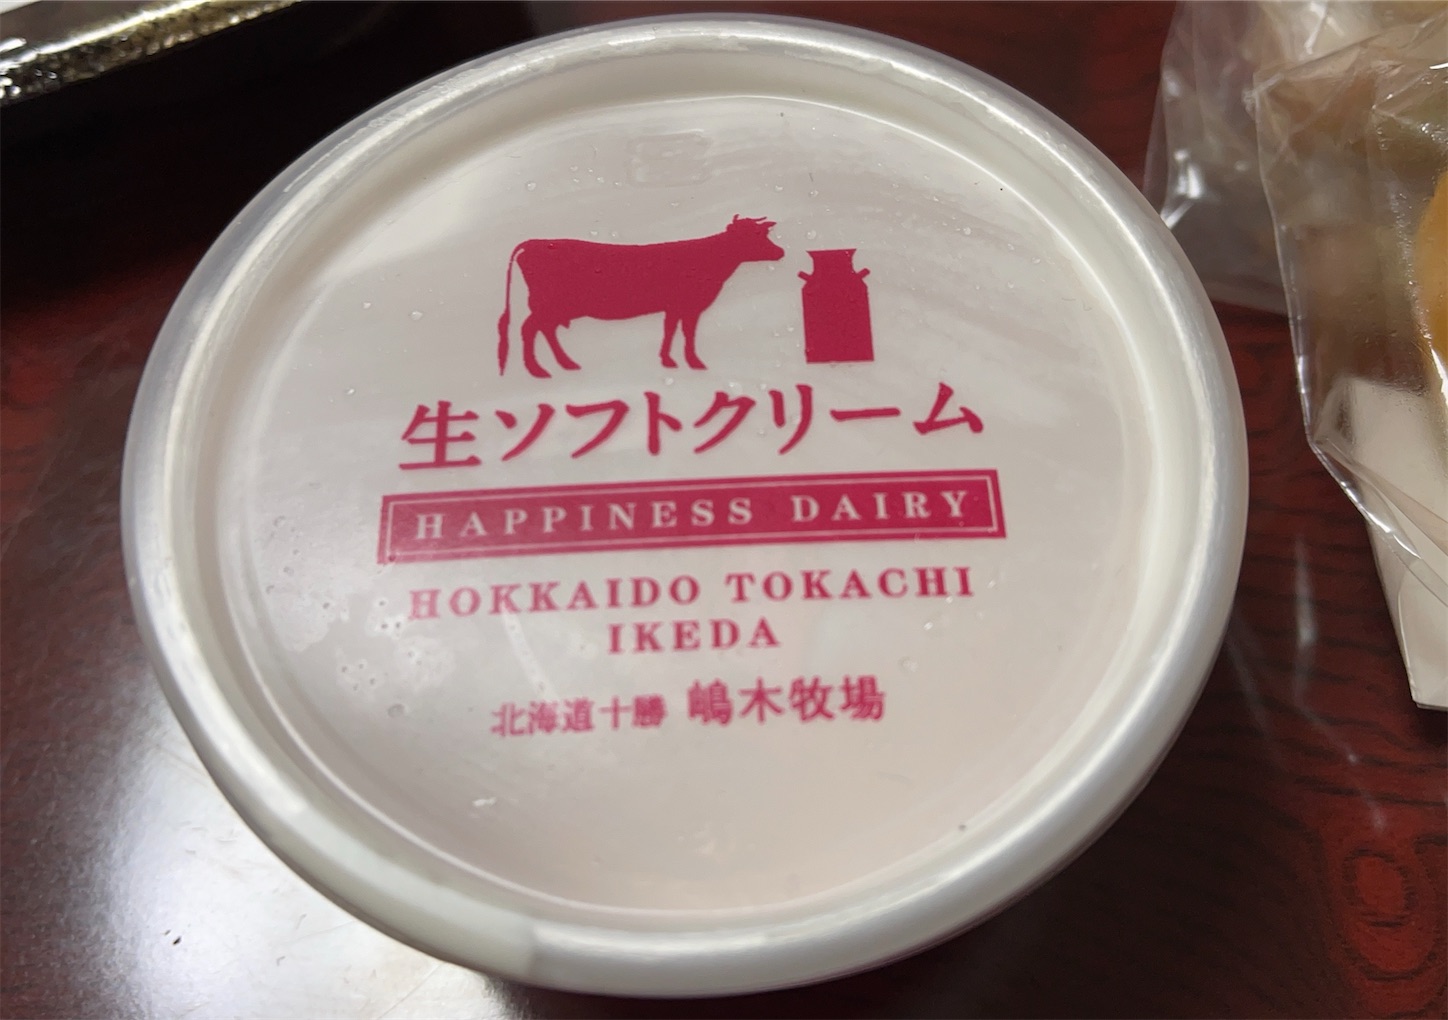 生ソフトクリーム
HAPPINESS DAIRY
HOKKAIDO TOKACHI
IKEDA
北海道十勝 嶋木牧場